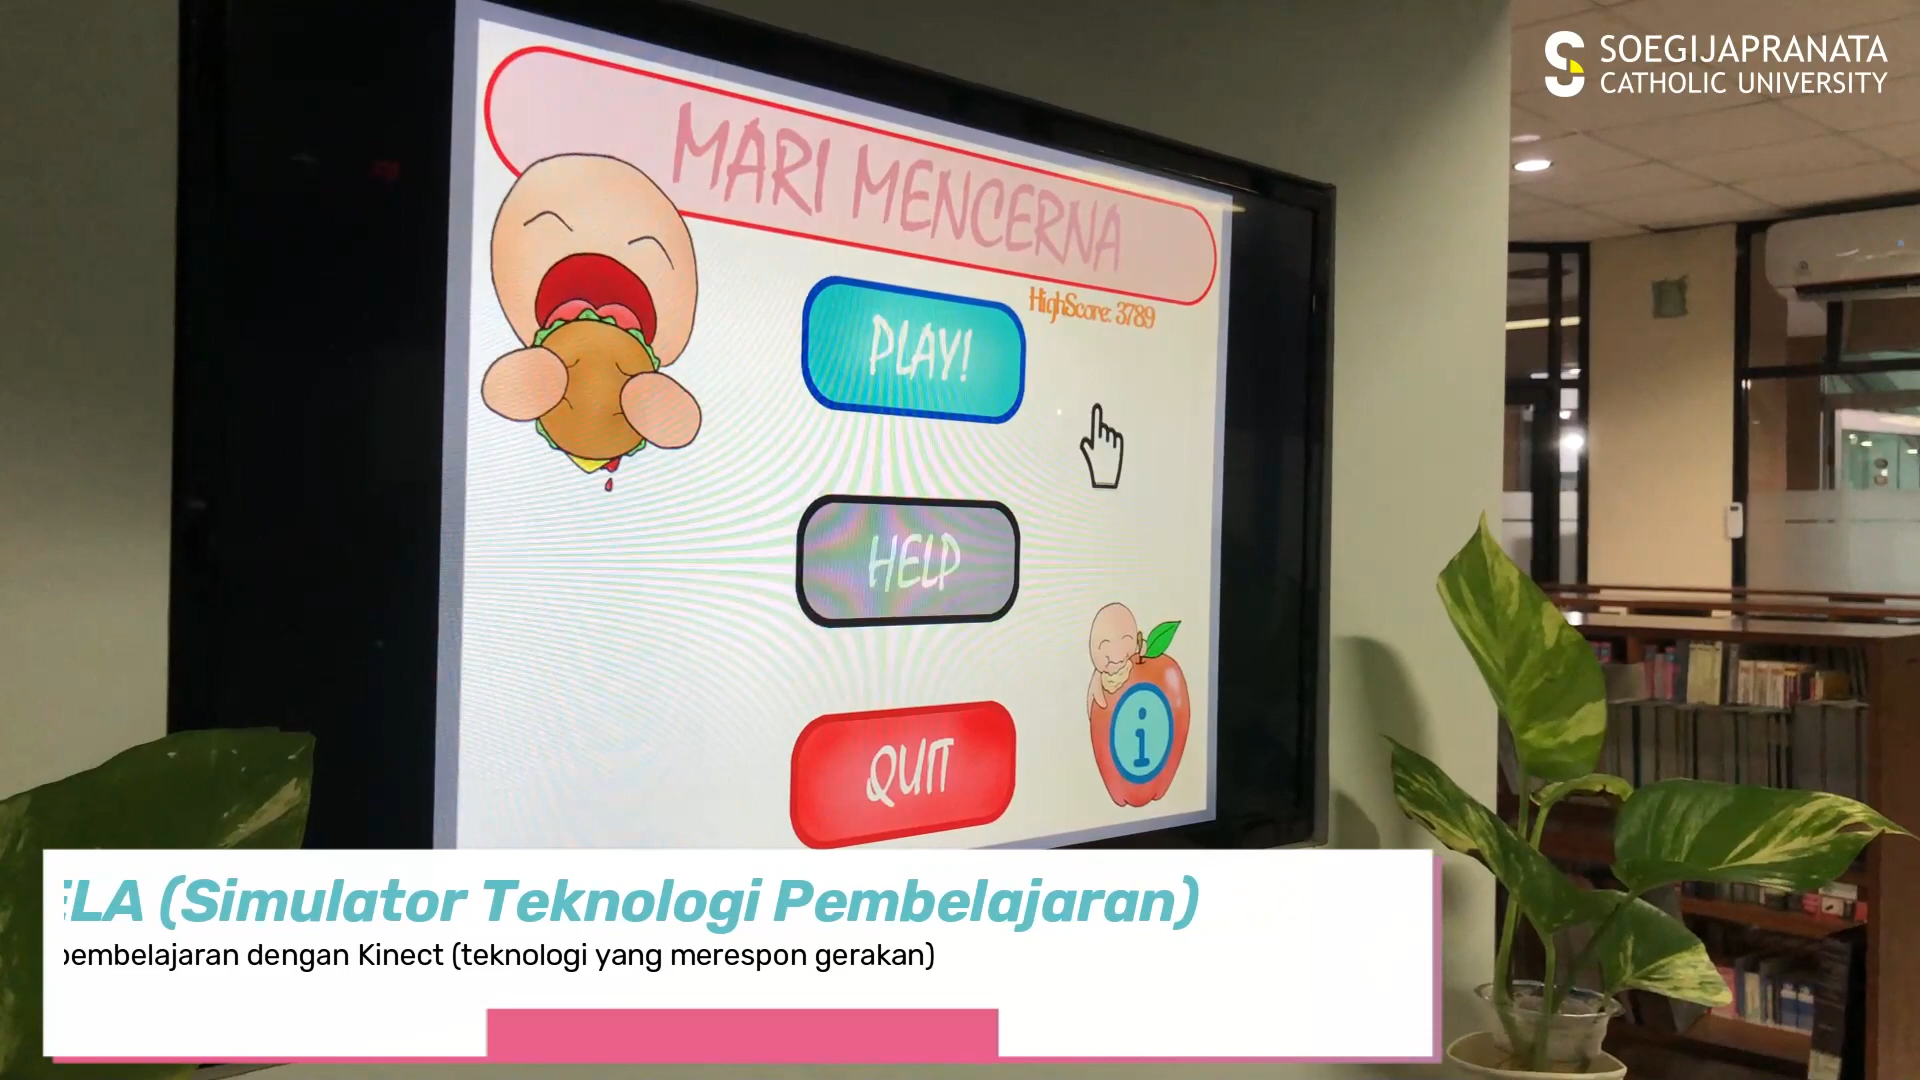 SOEGIJAPRANATA
CATHOLIC UNIVERSITY
MARI MENCERNA
HighScore: 3789
PLAY!
HELP
QUIT
i
ELA (Simulator Teknologi Pembelajaran)
pembelajaran dengan Kinect (teknologi yang merespon gerakan)